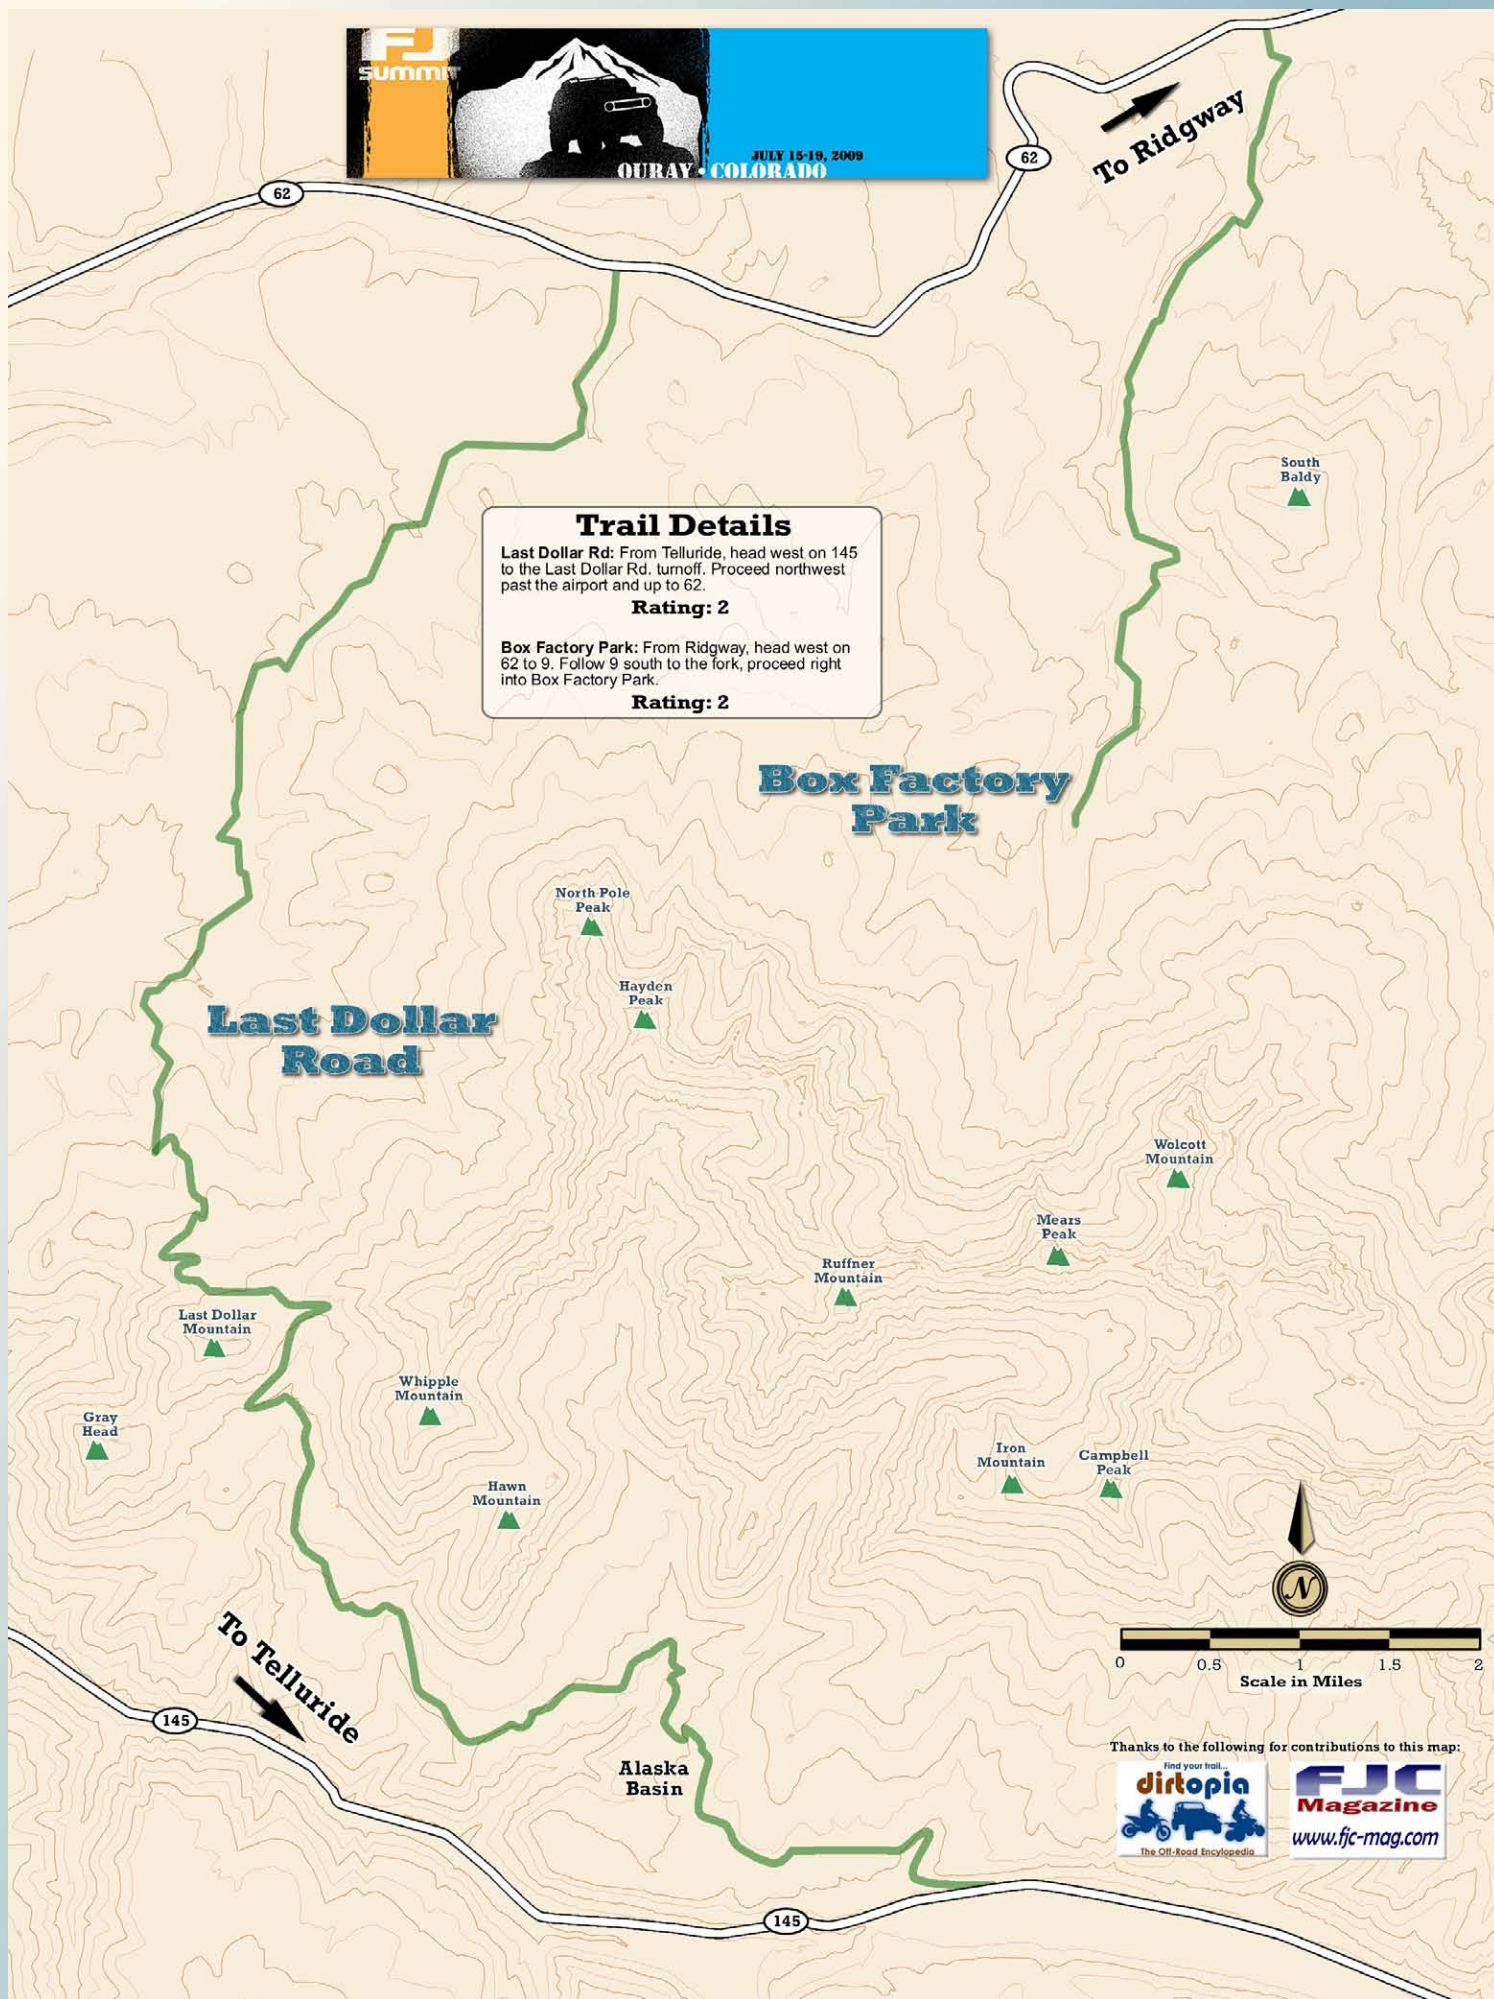 FJ
SUMMIT
JULY 15-19, 2009
OURAY • COLORADO
62
62
To Ridgway
South
Baldy
Trail Details
Last Dollar Rd: From Telluride, head west on 145
to the Last Dollar Rd. turnoff. Proceed northwest
past the airport and up to 62.
Rating: 2
Box Factory Park: From Ridgway, head west on
62 to 9. Follow 9 south to the fork, proceed right
into Box Factory Park.
Rating: 2
Box Factory
Park
North Pole
Peak
Hayden
Peak
Last Dollar
Road
Wolcott
Mountain
Mears
Peak
Ruffner
Mountain
Last Dollar
Mountain
Whipple
Mountain
Gray
Head
Hawn
Mountain
Iron
Mountain
Campbell
Peak
N
0 0.5 1 1.5 2
Scale in Miles
To Telluride
145
Alaska
Basin
145
Thanks to the following for contributions to this map:
Find your trail...
dirtopia
The Off-Road Encylopedia
FJC
Magazine
www.fjc-mag.com